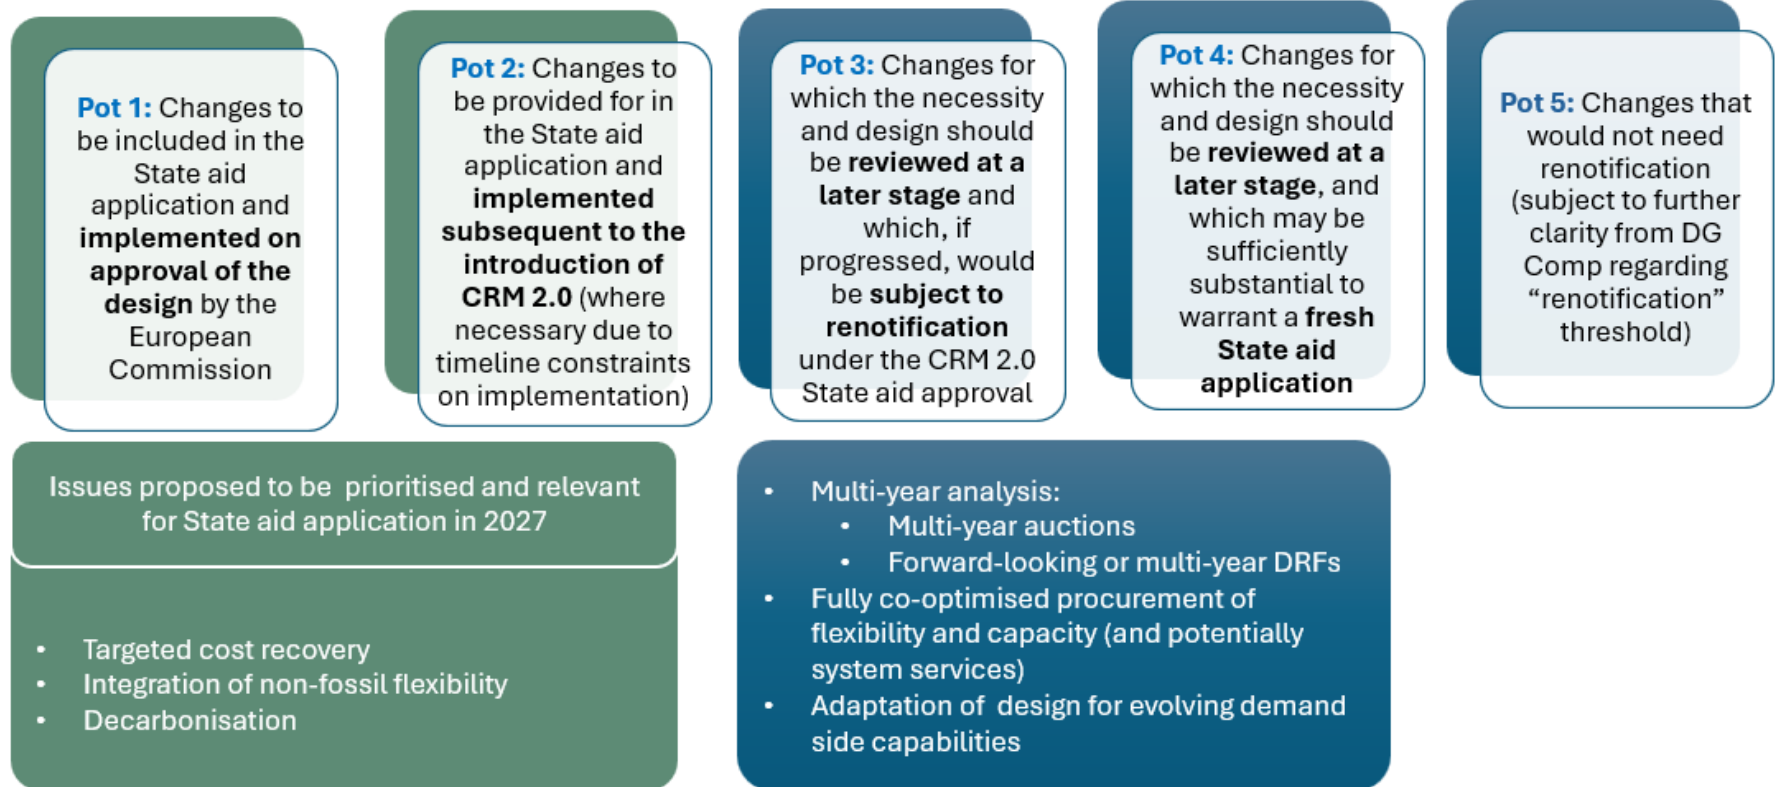 Pot 1: Changes to
be included in the
State aid
application and
implemented on
approval of the
design by the
European
Commission
Pot 2: Changes to
be provided for in
the State aid
application and
implemented
subsequent to the
introduction of
CRM 2.0 (where
necessary due to
timeline constraints
on implementation)
Pot 3: Changes for
which the necessity
and design should
be reviewed at a
later stage and
which, if
progressed, would
be subject to
renotification
under the CRM 2.0
State aid approval
Pot 4: Changes for
which the necessity
and design should
be reviewed at a
later stage, and
which may be
sufficiently
substantial to
warrant a fresh
State aid
application
Pot 5: Changes that
would not need
renotification
(subject to further
clarity from DG
Comp regarding
“renotification”
threshold)
Issues proposed to be  prioritised and relevant
for State aid application in 2027
• Targeted cost recovery
• Integration of non-fossil flexibility
• Decarbonisation
• Multi-year analysis:
• Multi-year auctions
• Forward-looking or multi-year DRFs
• Fully co-optimised procurement of
flexibility and capacity (and potentially
system services)
• Adaptation of  design for evolving demand
side capabilities